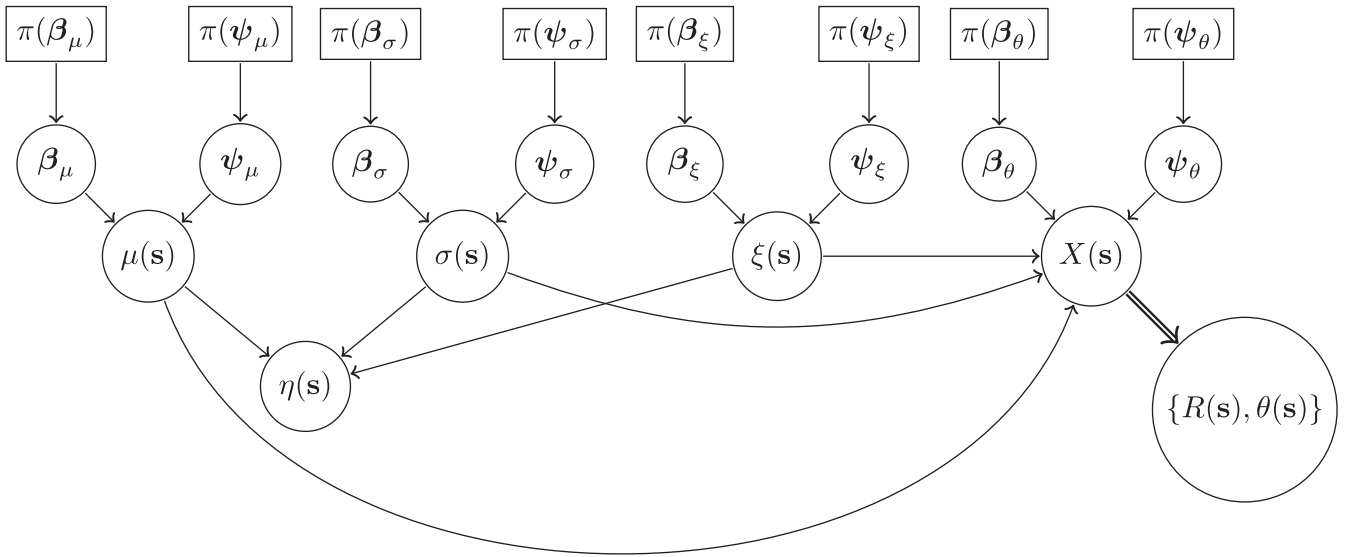 π(𝜷_μ) π(𝝍_μ) π(𝜷_σ) π(𝝍_σ) π(𝜷_ξ) π(𝝍_ξ) π(𝜷_θ) π(𝝍_θ)
𝜷_μ 𝝍_μ 𝜷_σ 𝝍_σ 𝜷_ξ 𝝍_ξ 𝜷_θ 𝝍_θ
μ(𝐬) σ(𝐬) ξ(𝐬) X(𝐬)
η(𝐬)
{R(𝐬), θ(𝐬)}